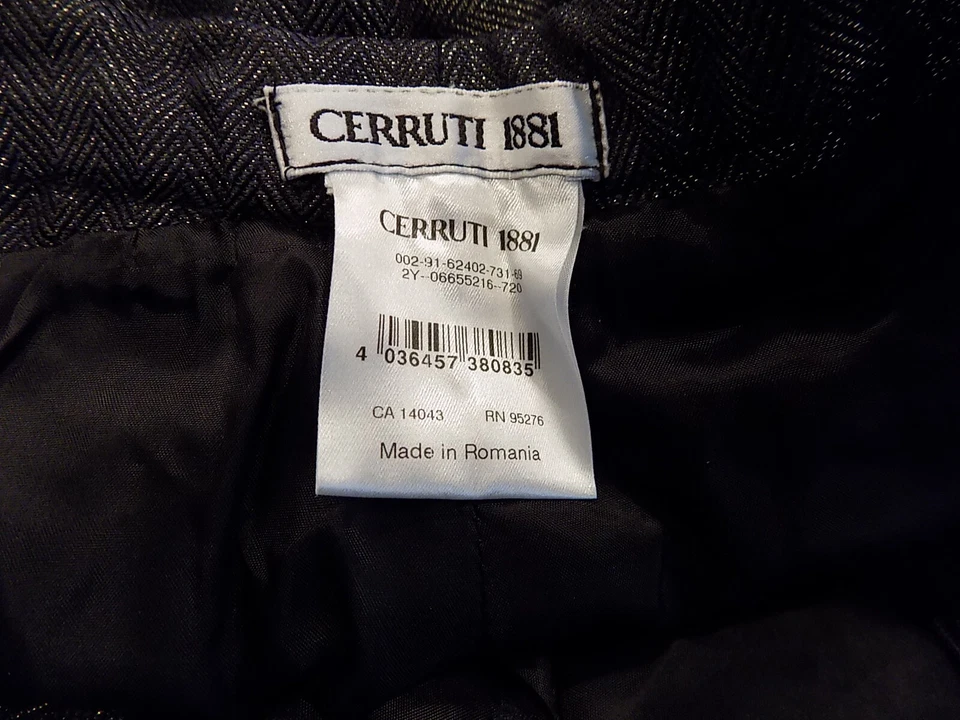 CERRUTI 1881
CERRUTI 1881
002-91-62402-731-69
2Y--06655216--720
4 036457 380835
CA 14043 RN 95276
Made in Romania